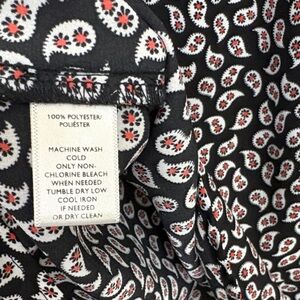 100% POLYESTER/
POLIÉSTER
MACHINE WASH
COLD
ONLY NON-
CHLORINE BLEACH
WHEN NEEDED
TUMBLE DRY LOW
COOL IRON
IF NEEDED
OR DRY CLEAN